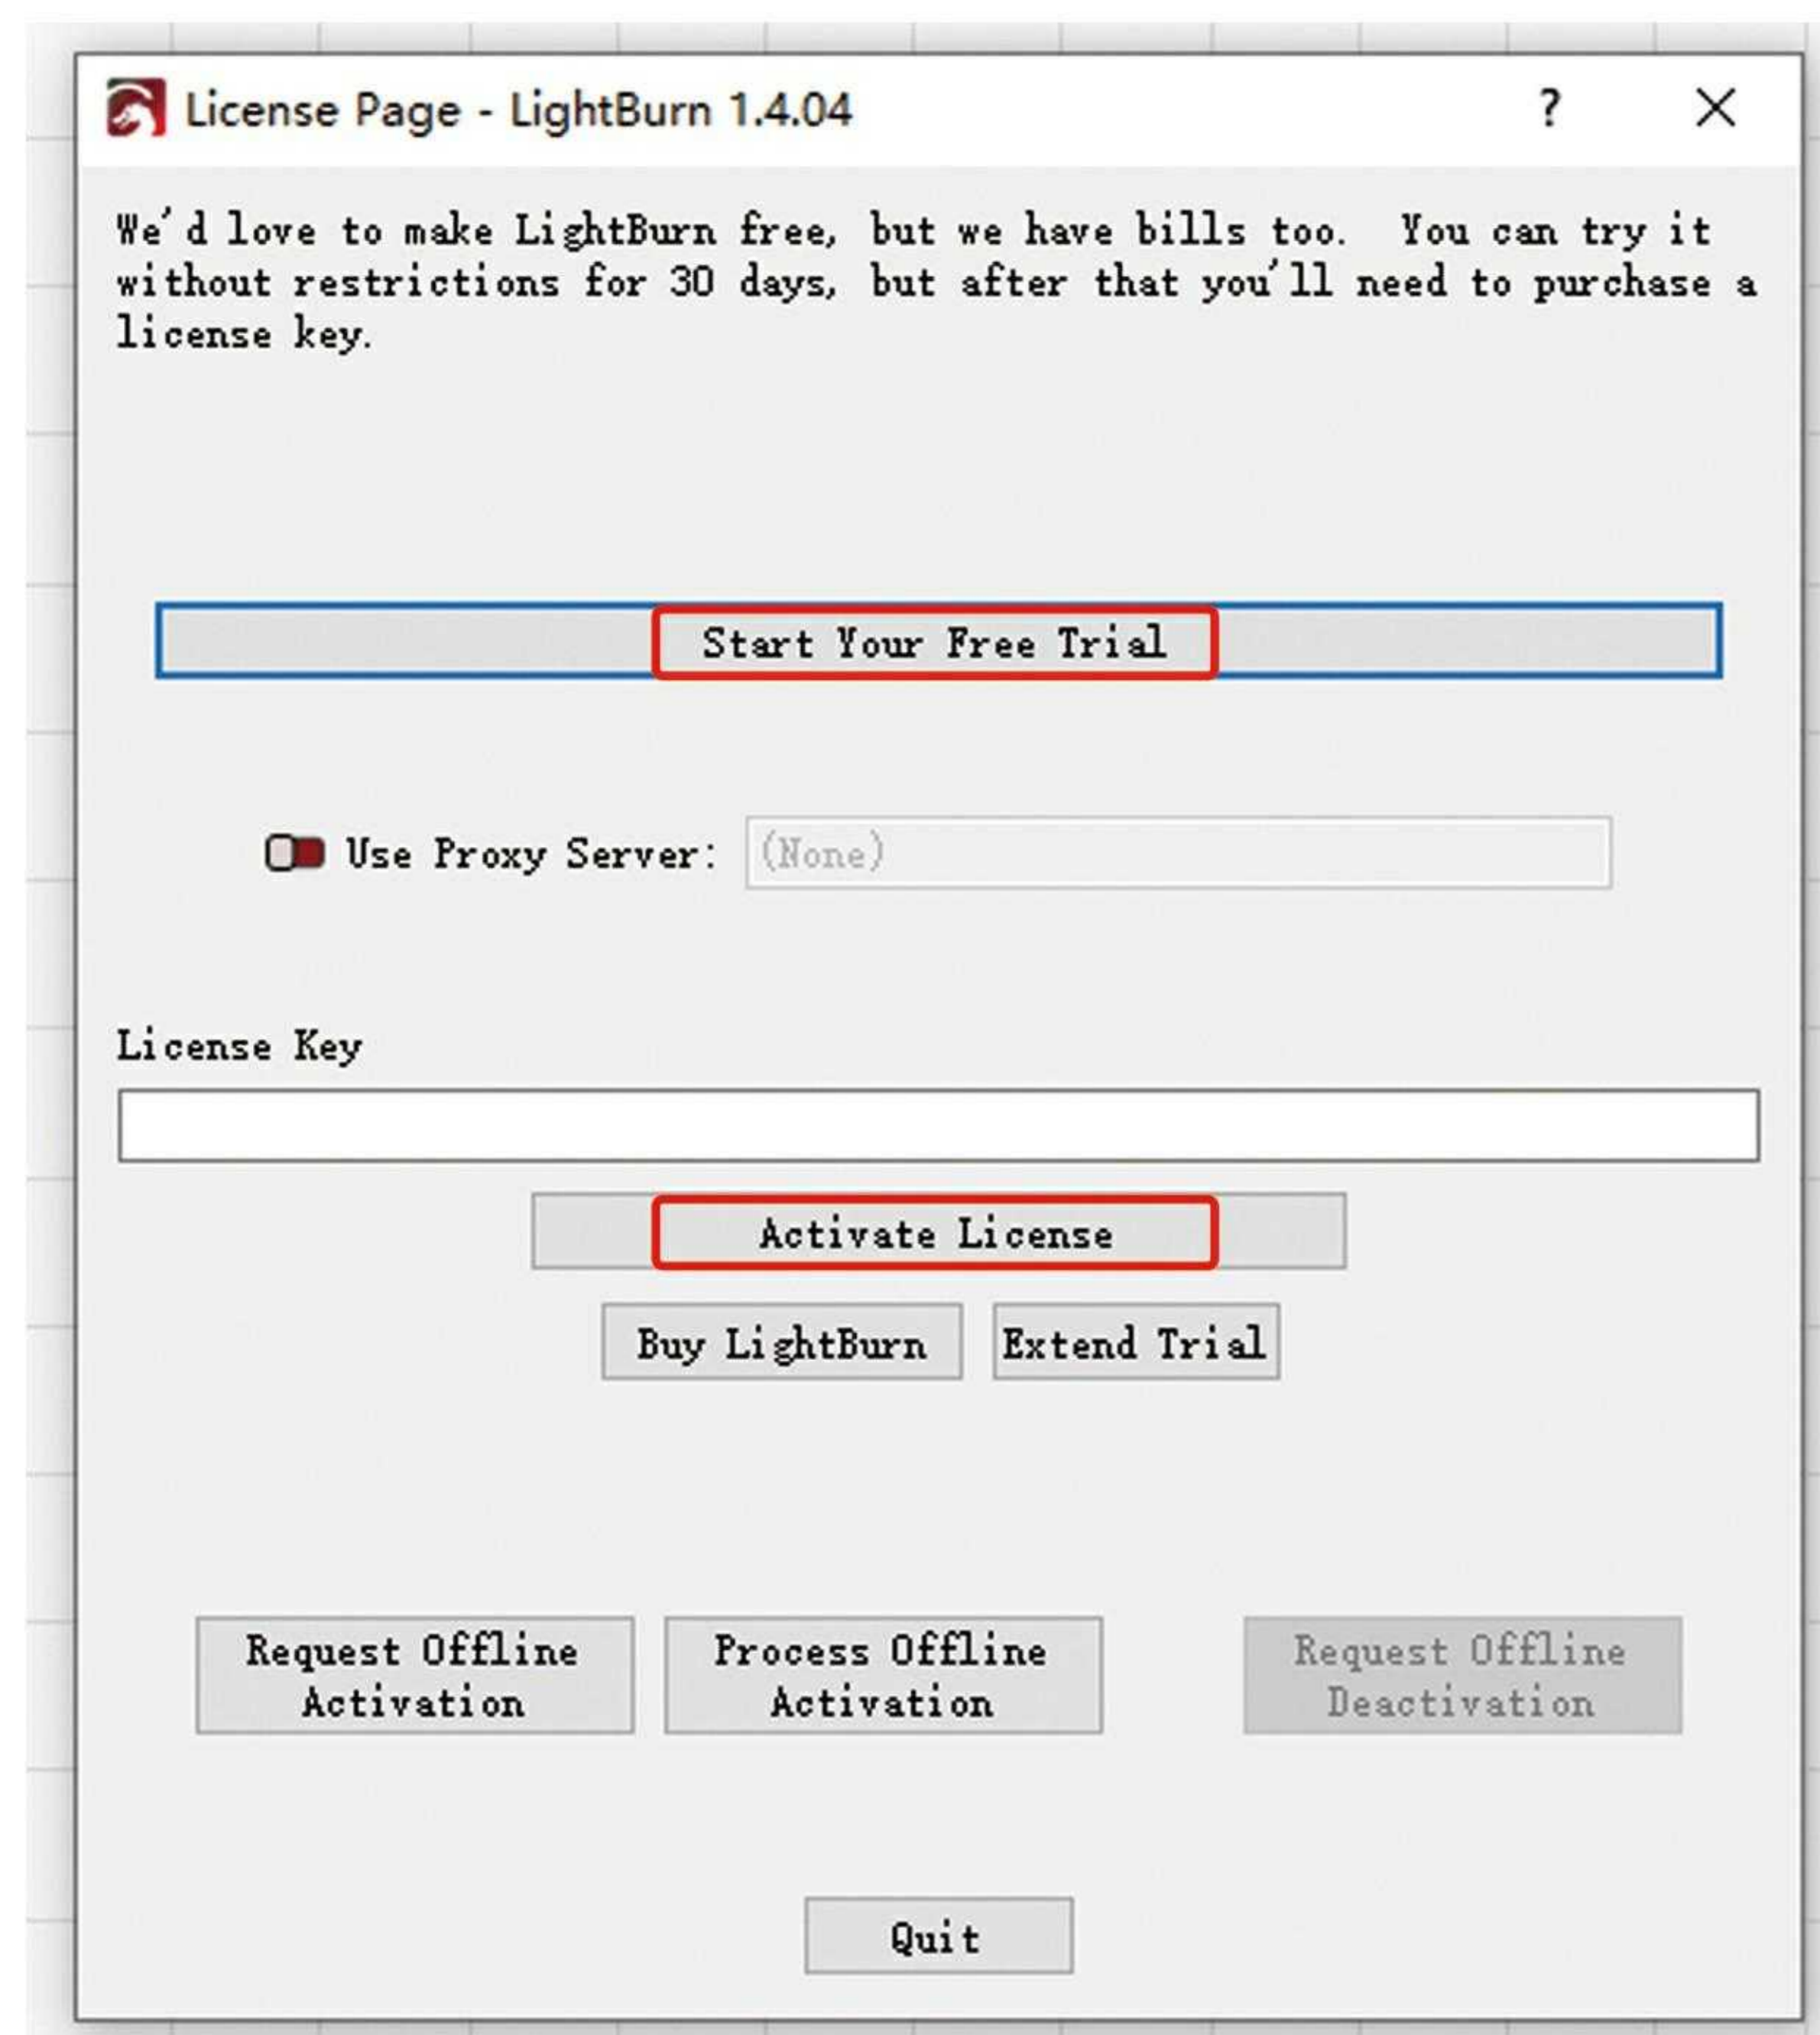 License Page - LightBurn 1.4.04
?
We'd love to make LightBurn free, but we have bills too.  You can try it
without restrictions for 30 days, but after that you'll need to purchase a
license key.
Start Your Free Trial
Use Proxy Server: (None)
License Key
Activate License
Buy LightBurn Extend Trial
Request Offline Process Offline Request Offline
Activation Activation Deactivation
Quit